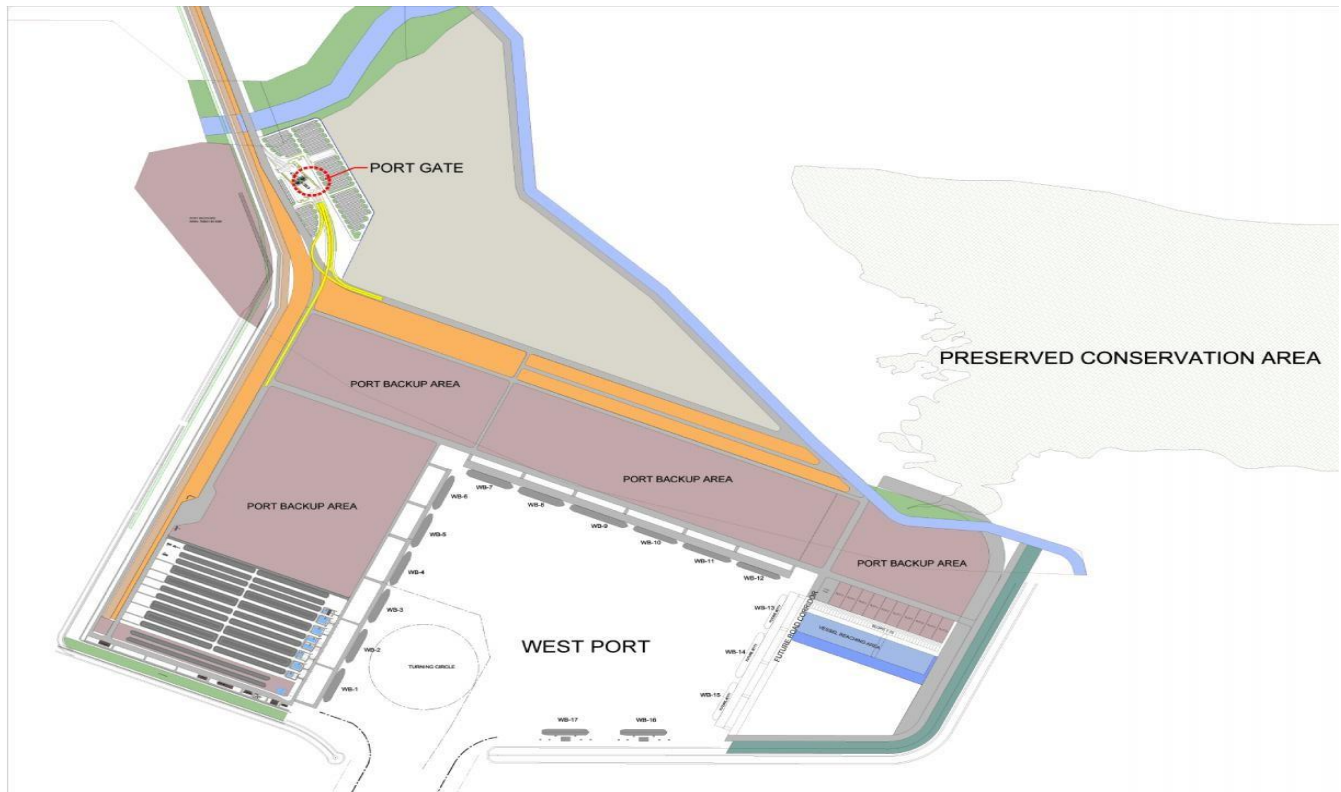 PORT GATE
PRESERVED CONSERVATION AREA
PORT BACKUP AREA
PORT BACKUP AREA
PORT BACKUP AREA
PORT BACKUP AREA
WB-7
WB-8
WB-9
WB-10
WB-11
WB-12
WB-6
WB-5
WB-4
WB-3
WB-2
WB-1
WB-13
WB-14
WB-15
FUTURE ROAD CORRIDOR
VESSEL BEACHING AREA
WEST PORT
TURNING CIRCLE
WB-17
WB-16